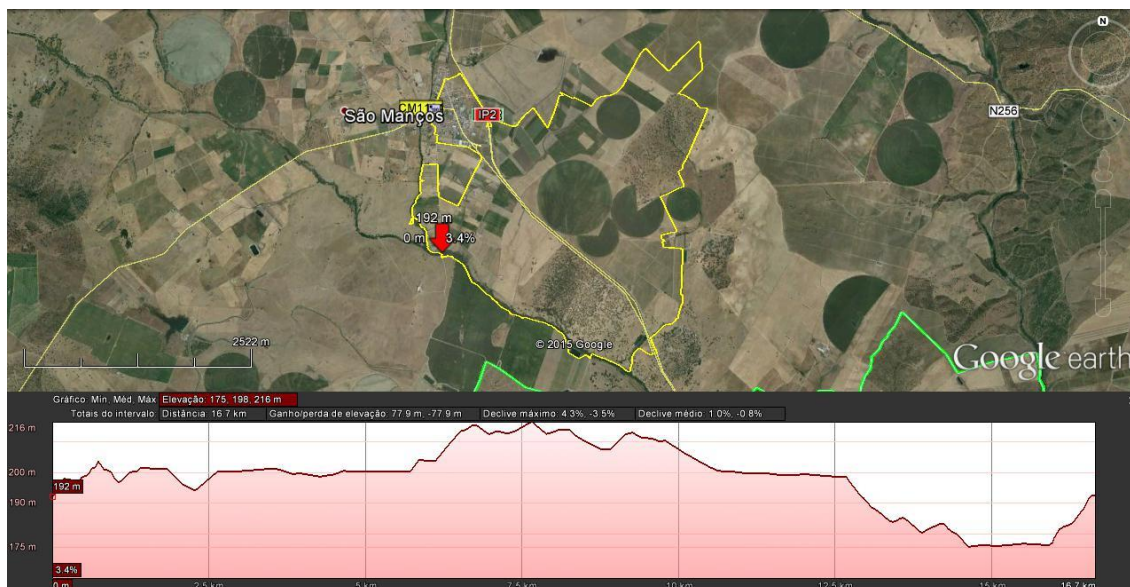 N
CM11
São Manços
IP2
N256
192 m
0 m 3.4%
2522 m
© 2015 Google
Google earth
Gráfico: Min, Méd, Máx Elevação: 175, 198, 216 m
Totais do intervalo: Distância: 16.7 km Ganho/perda de elevação: 77.9 m, -77.9 m Declive máximo: 4.3%, -3.5% Declive médio: 1.0%, -0.8%
216 m
200 m
192 m
190 m
175 m
3.4%
0 m 2.5 km 5 km 7.5 km 10 km 12.5 km 15 km 16.7 km